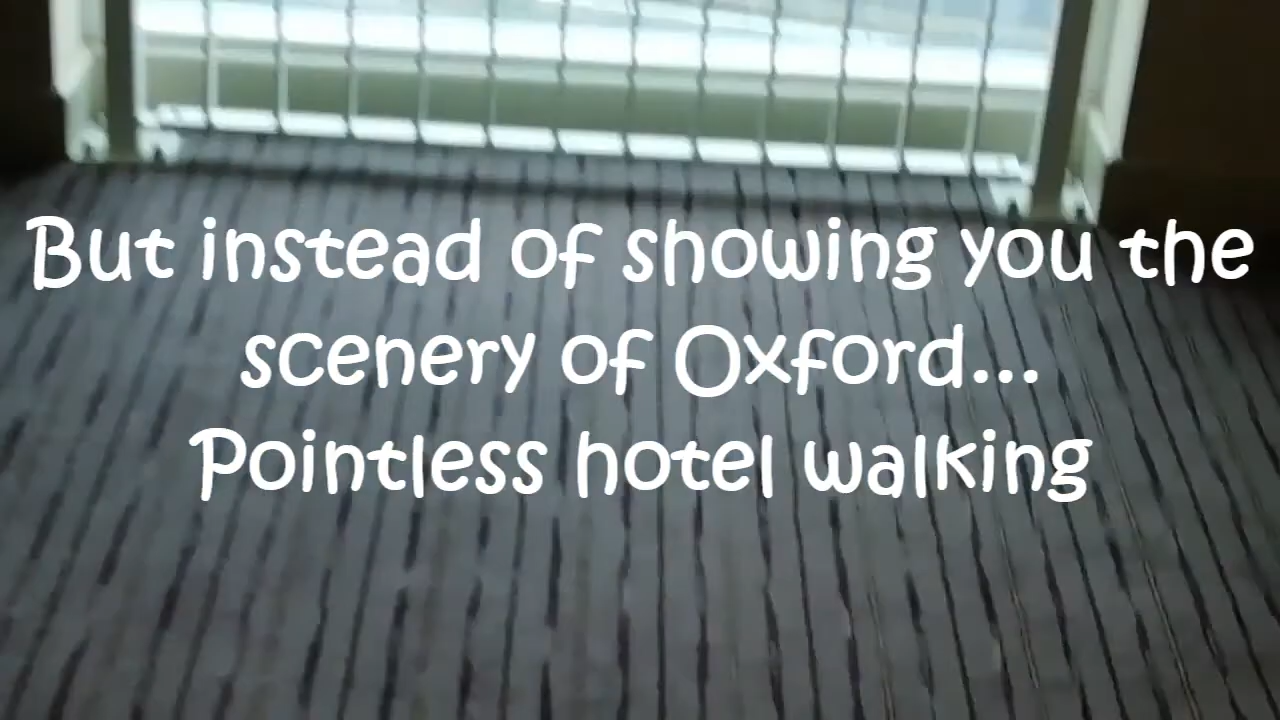 But instead of showing you the
scenery of Oxford...
Pointless hotel walking